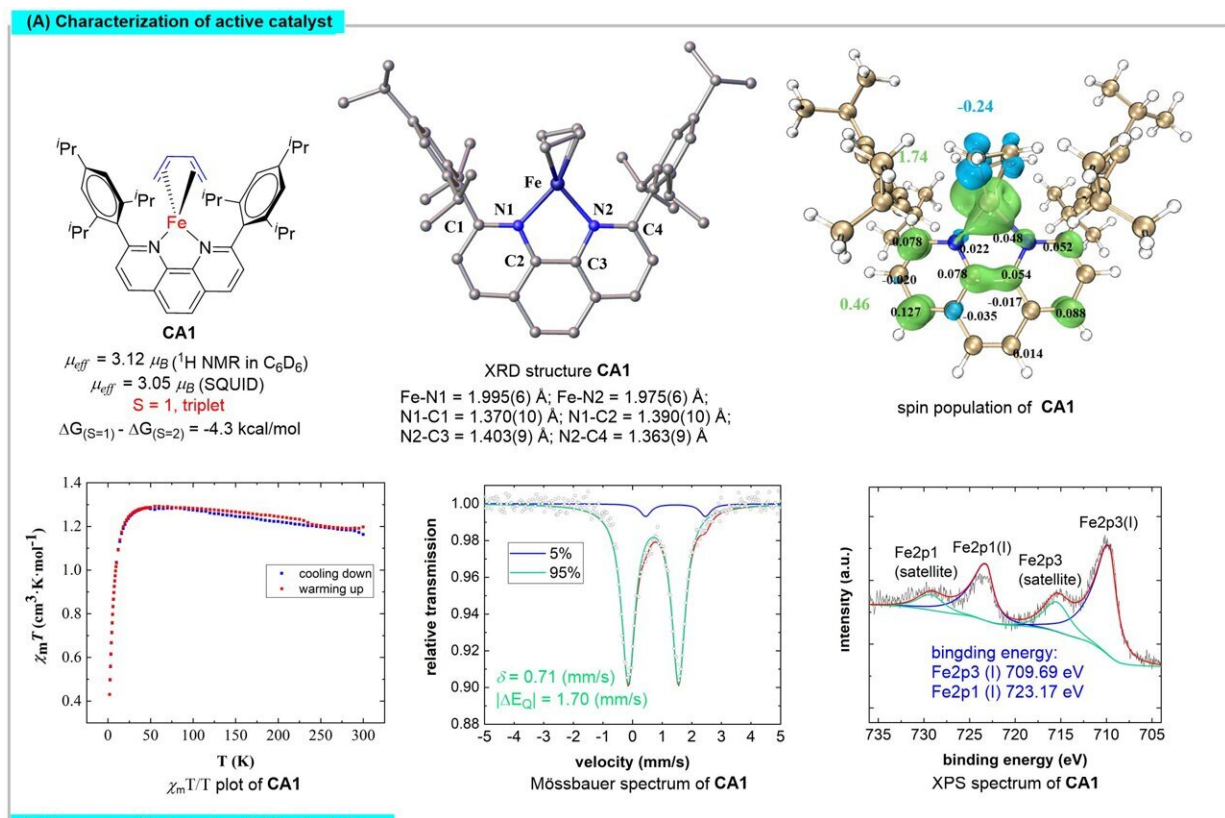 (A) Characterization of active catalyst
iPr
iPr
iPr
iPr
iPr
iPr
Fe
N
N
CA1
μeff = 3.12 μB (1H NMR in C6D6)
μeff = 3.05 μB (SQUID)
S = 1, triplet
ΔG(S=1) - ΔG(S=2) = -4.3 kcal/mol
Fe
N1
N2
C1
C4
C2
C3
XRD structure CA1
Fe-N1 = 1.995(6) Å; Fe-N2 = 1.975(6) Å;
N1-C1 = 1.370(10) Å; N1-C2 = 1.390(10) Å;
N2-C3 = 1.403(9) Å; N2-C4 = 1.363(9) Å
-0.24
1.74
0.078
0.022
0.048
0.052
-0.020
0.078
0.054
0.46
0.127
-0.035
-0.017
0.088
-0.014
spin population of CA1
χmT (cm3·K·mol-1)
1.4
1.2
1.0
0.8
0.6
0.4
cooling down
warming up
0 50 100 150 200 250 300
T (K)
χmT/T plot of CA1
relative transmission
1.00
0.98
0.96
0.94
0.92
0.90
0.88
5%
95%
δ = 0.71 (mm/s)
|ΔEQ| = 1.70 (mm/s)
-5 -4 -3 -2 -1 0 1 2 3 4 5
velocity (mm/s)
Mössbauer spectrum of CA1
intensity (a.u.)
Fe2p3(I)
Fe2p1(I)
Fe2p1
(satellite)
Fe2p3
(satellite)
bingding energy:
Fe2p3 (I) 709.69 eV
Fe2p1 (I) 723.17 eV
735 730 725 720 715 710 705
binding energy (eV)
XPS spectrum of CA1